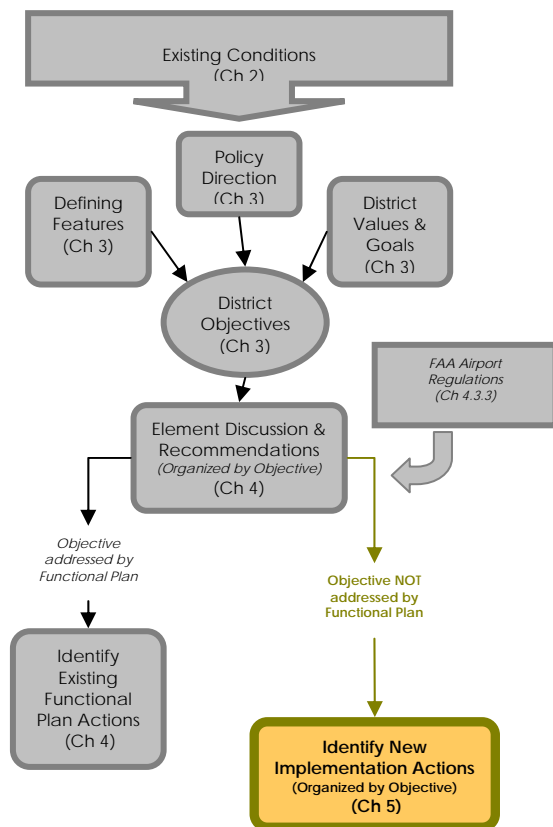 Existing Conditions
(Ch 2)
Policy
Direction
(Ch 3)
Defining
Features
(Ch 3)
District
Values &
Goals
(Ch 3)
District
Objectives
(Ch 3)
FAA Airport
Regulations
(Ch 4.3.3)
Element Discussion &
Recommendations
(Organized by Objective)
(Ch 4)
Objective
addressed by
Functional Plan
Objective NOT
addressed by
Functional Plan
Identify
Existing
Functional
Plan Actions
(Ch 4)
Identify New
Implementation Actions
(Organized by Objective)
(Ch 5)